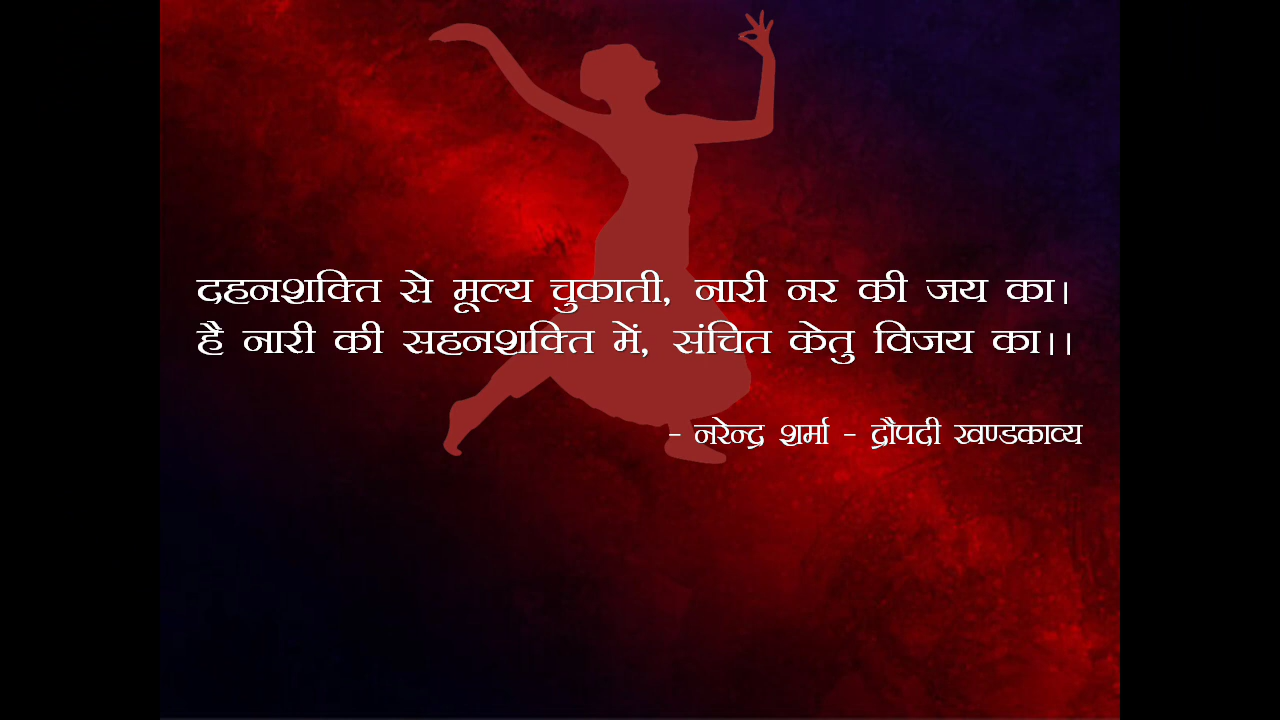 दहनशक्ति से मूल्य चुकाती, नारी नर की जय का।
है नारी की सहनशक्ति में, संचित केतु विजय का।।
- नरेन्द्र शर्मा - द्रौपदी खण्डकाव्य